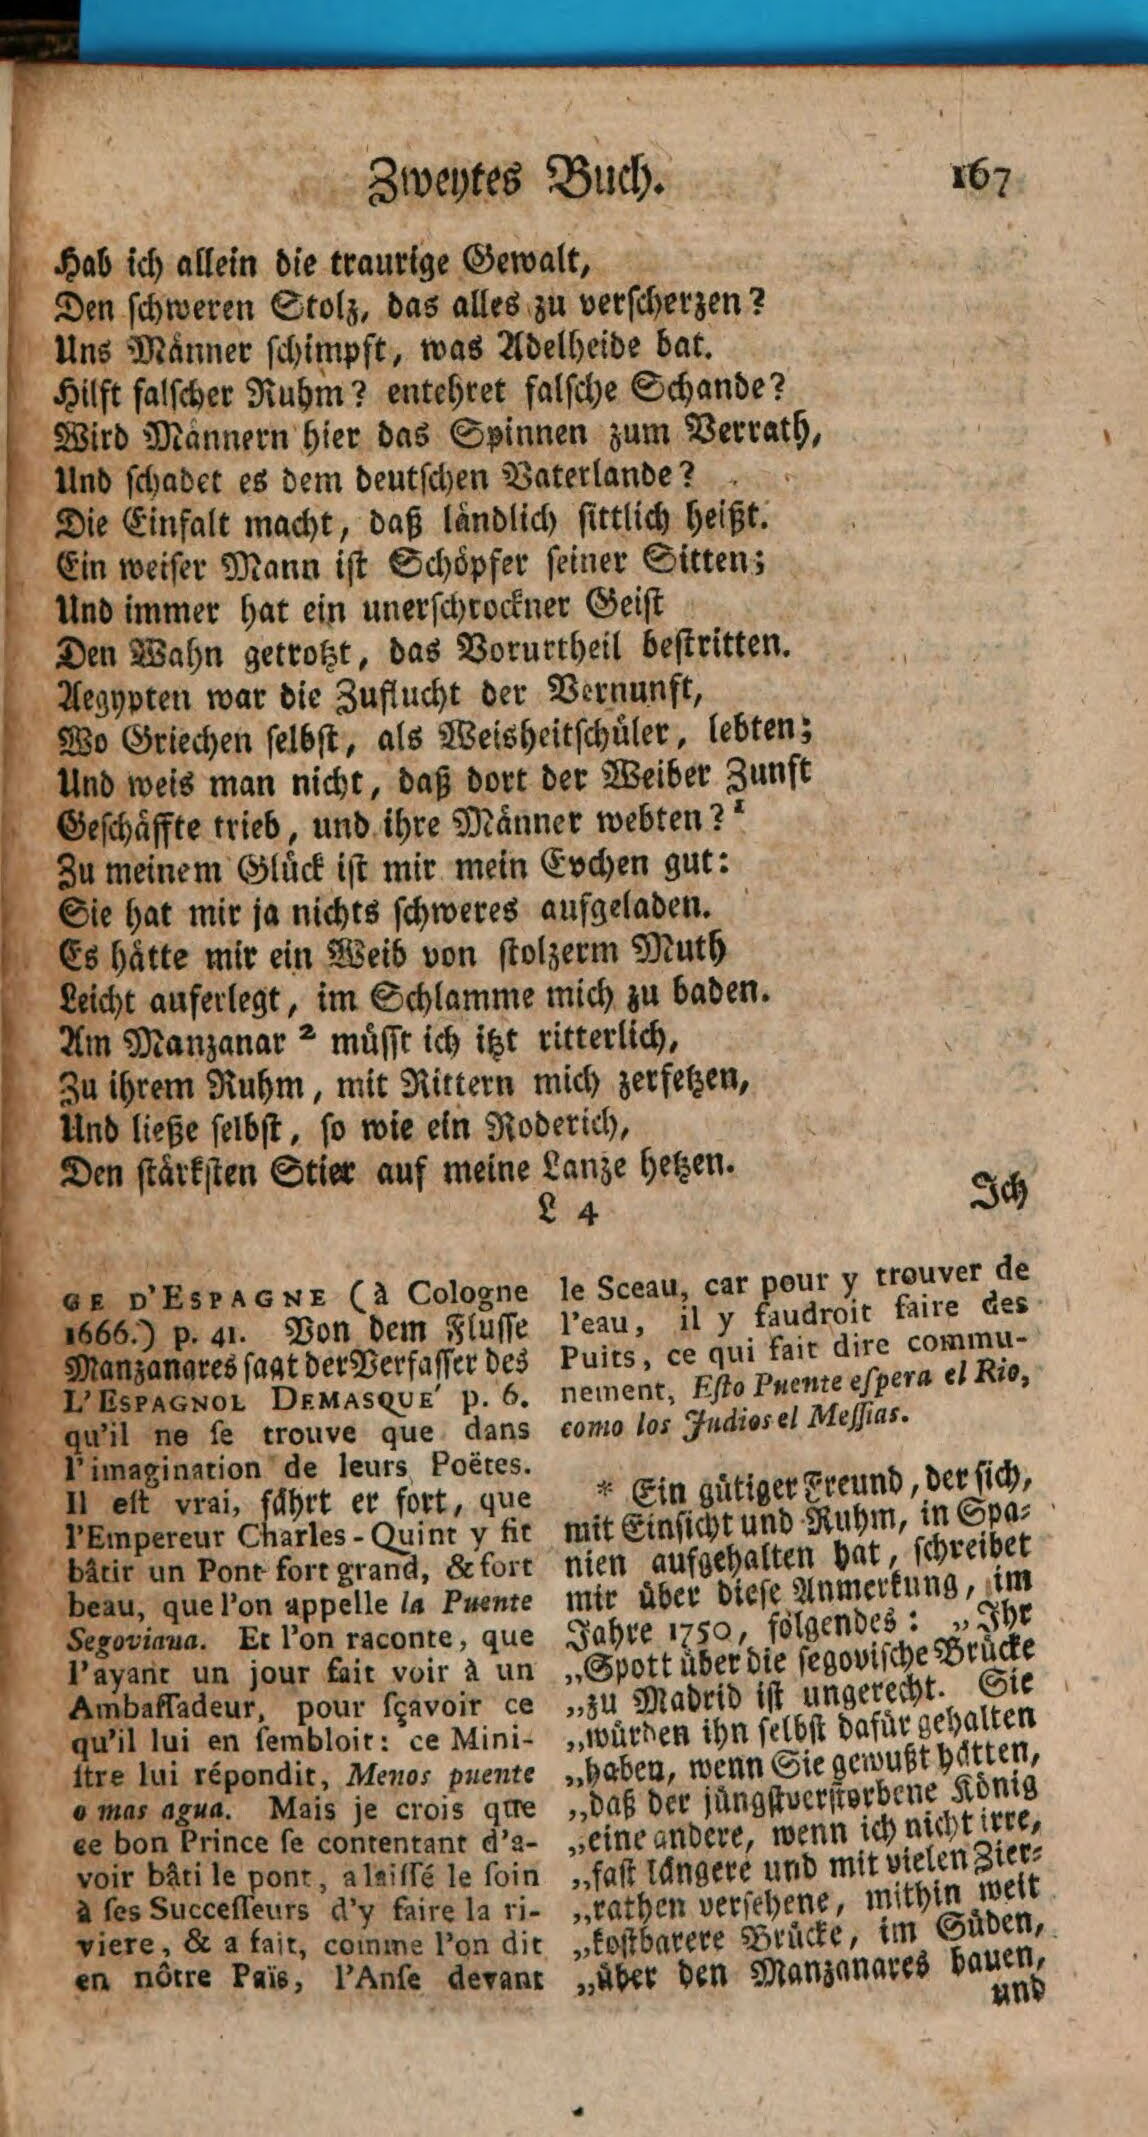 Zweytes Buch. 167
Hab ich allein die traurige Gewalt,
Den schweren Stolz, das alles zu verscherzen?
Uns Männer schimpft, was Adelheide bat.
Hilft falscher Ruhm? entehret falsche Schande?
Wird Männern hier das Spinnen zum Verrath,
Und schadet es dem deutschen Vaterlande?
Die Einfalt macht, daß ländlich sittlich heißt.
Ein weiser Mann ist Schöpfer seiner Sitten;
Und immer hat ein unerschrockner Geist
Den Wahn getrotzt, das Vorurtheil bestritten.
Aegypten war die Zuflucht der Vernunft,
Wo Griechen selbst, als Weisheitschüler, lebten;
Und weis man nicht, daß dort der Weiber Zunft
Geschäffte trieb, und ihre Männer webten? ¹
Zu meinem Glück ist mir mein Evchen gut:
Sie hat mir ja nichts schweres aufgeladen.
Es hätte mir ein Weib von stolzerm Muth
Leicht auferlegt, im Schlamme mich zu baden.
Am Manzanar ² müsst ich itzt ritterlich,
Zu ihrem Ruhm, mit Rittern mich zerfetzen,
Und ließe selbst, so wie ein Roderich,
Den stärksten Stier auf meine Lanze hetzen.
L 4
Ich
GE D'ESPAGNE (à Cologne
1666.) p. 41. Von dem Flusse
Manzanares sagt der Verfasser des
L'ESPAGNOL DEMASQUE' p. 6.
qu'il ne ſe trouve que dans
l'imagination de leurs Poëtes.
Il eſt vrai, fährt er fort, que
l'Empereur Charles-Quint y fit
bâtir un Pont fort grand, & fort
beau, que l'on appelle la Puente
Segoviana. Et l'on raconte, que
l'ayant un jour fait voir à un
Ambaſſadeur, pour ſçavoir ce
qu'il lui en ſembloit: ce Mini-
ſtre lui répondit, Menos puente
o mas agua. Mais je crois que
ce bon Prince ſe contentant d'a-
voir bâti le pont, a laiſſé le ſoin
à ſes Succeſſeurs d'y faire la ri-
viere, & a fait, comme l'on dit
en nôtre Païs, l'Anſe devant
le Sceau, car pour y trouver de
l'eau, il y faudroit faire des
Puits, ce qui fait dire commu-
nement, Eſto Puente eſpera el Rio,
como los Judios el Meſſias.
* Ein gütiger Freund, der sich,
mit Einsicht und Ruhm, in Spa-
nien aufgehalten hat, schreibet
mir über diese Anmerkung, im
Jahre 1750, folgendes: „Ihr
„Spott über die segovische Brücke
„zu Madrid ist ungerecht. Sie
„würden ihn selbst dafür gehalten
„haben, wenn Sie gewußt hätten,
„daß der jüngstverstorbene König
„eine andere, wenn ich nicht irre,
„fast längere und mit vielen Zier-
„rathen versehene, mithin weit
„kostbarere Brücke, im Süden,
„über den Manzanares bauen,
und